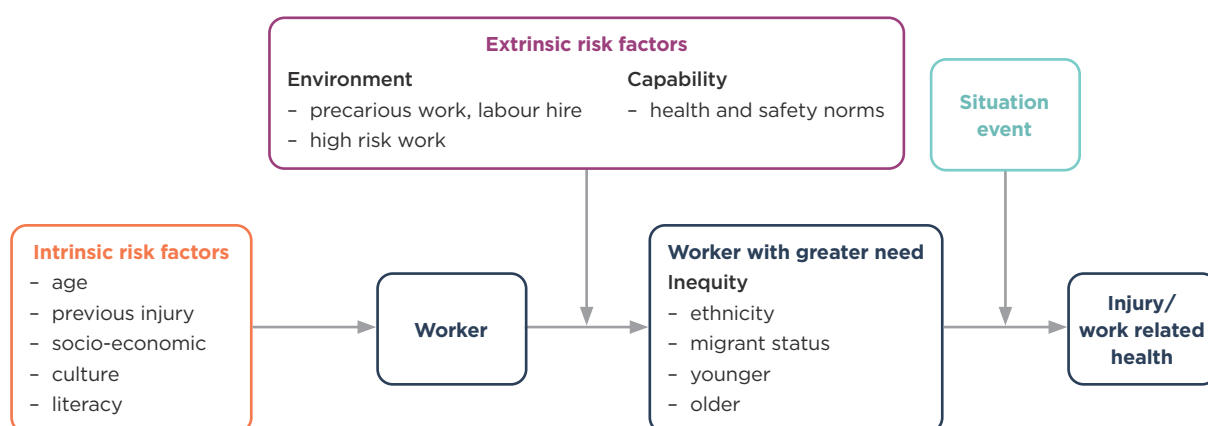 Extrinsic risk factors
Environment
– precarious work, labour hire
– high risk work
Capability
– health and safety norms
Situation
event
Intrinsic risk factors
– age
– previous injury
– socio-economic
– culture
– literacy
Worker
Worker with greater need
Inequity
– ethnicity
– migrant status
– younger
– older
Injury/
work related
health